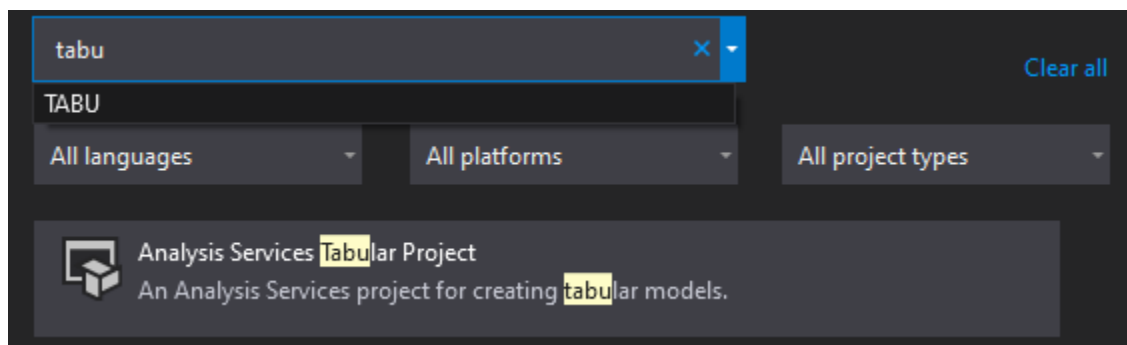 tabu
Clear all
TABU
All languages
All platforms
All project types
Analysis Services Tabular Project
An Analysis Services project for creating tabular models.